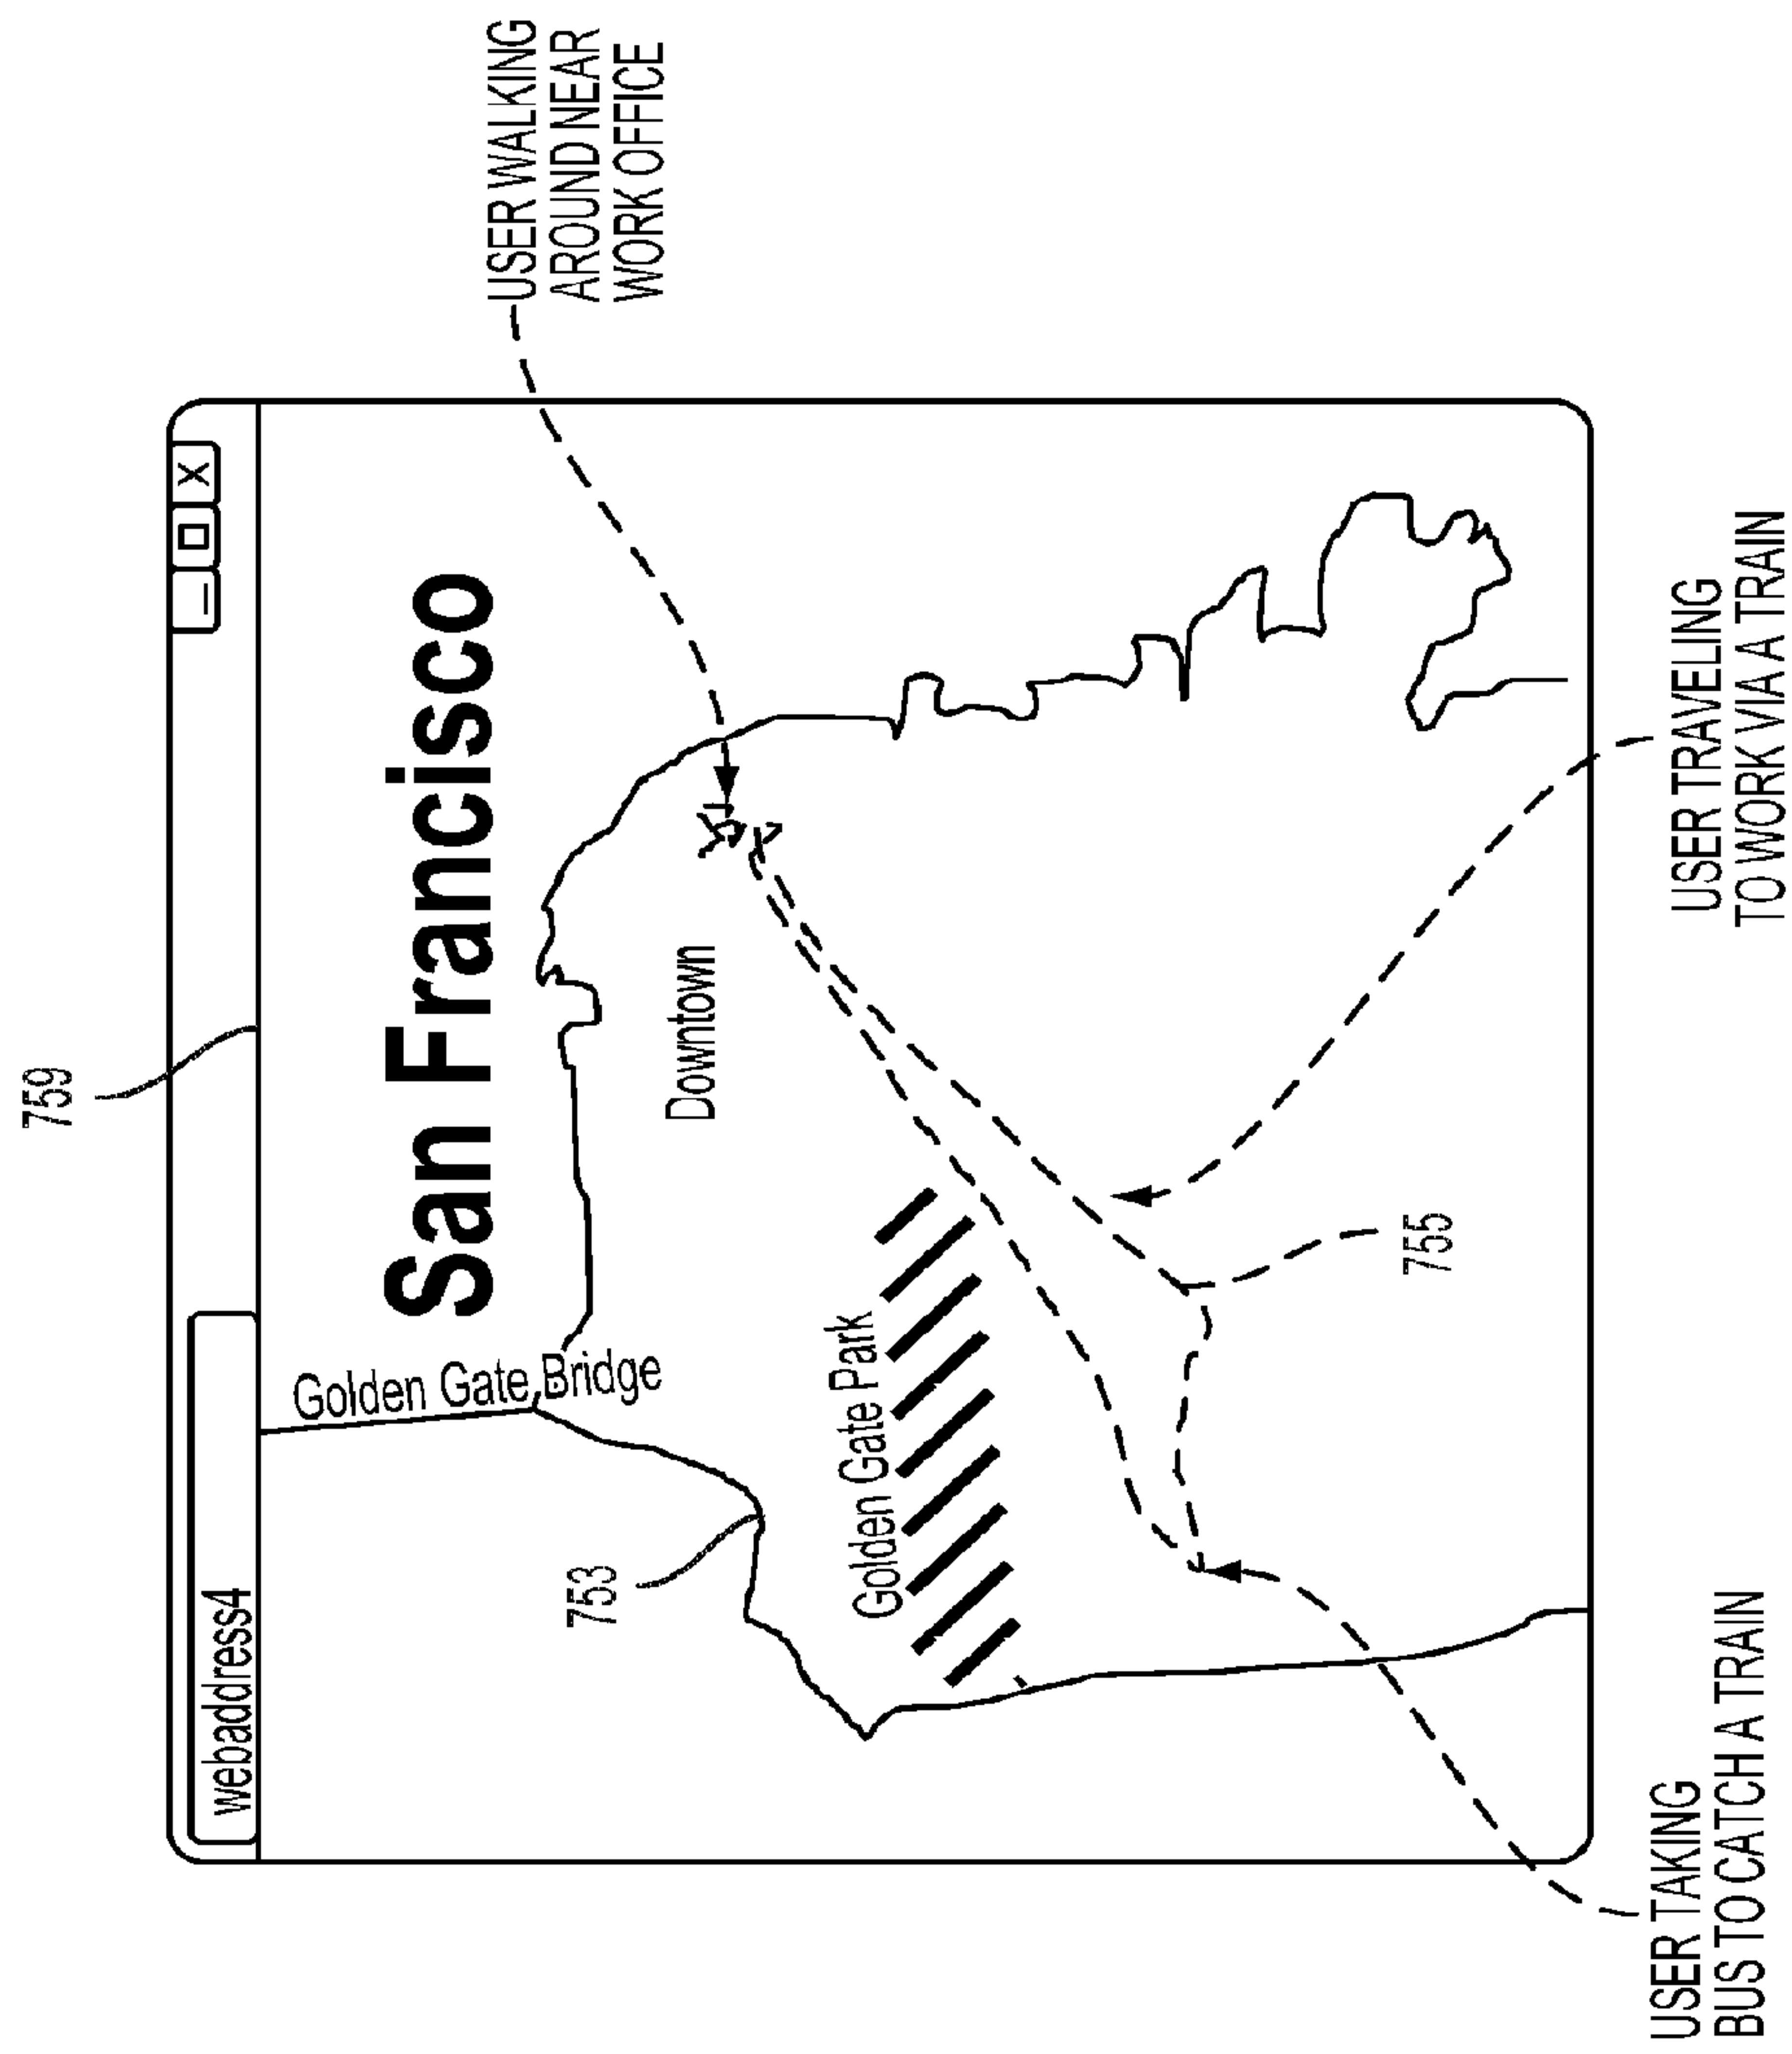 759
webaddress4
_ □ X
San Francisco
Golden Gate Bridge
USER WALKING
AROUND NEAR
WORK OFFICE
753
Downtown
Golden Gate Park
755
USER TAKING
BUS TO CATCH A TRAIN
USER TRAVELING
TO WORK VIA A TRAIN